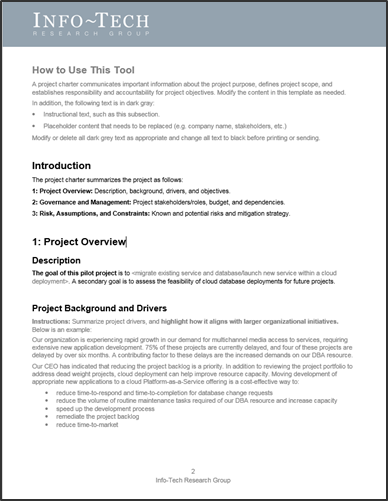 INFO~TECH
RESEARCH GROUP
How to Use This Tool
A project charter communicates important information about the project purpose, defines project scope, and
establishes responsibility and accountability for project objectives. Modify the content in this template as needed.
In addition, the following text is in dark gray:
• Instructional text, such as this subsection.
• Placeholder content that needs to be replaced (e.g. company name, stakeholders, etc.)
Modify or delete all dark grey text as appropriate and change all text to black before printing or sending.
Introduction
The project charter summarizes the project as follows:
1: Project Overview: Description, background, drivers, and objectives.
2: Governance and Management: Project stakeholders/roles, budget, and dependencies.
3: Risk, Assumptions, and Constraints: Known and potential risks and mitigation strategy.
1: Project Overview
Description
The goal of this pilot project is to <migrate existing service and database/launch new service within a cloud
deployment>. A secondary goal is to assess the feasibility of cloud database deployments for future projects.
Project Background and Drivers
Instructions: Summarize project drivers, and highlight how it aligns with larger organizational initiatives.
Below is an example:
Our organization is experiencing rapid growth in our demand for multichannel media access to services, requiring
extensive new application development. 75% of these projects are currently delayed, and four of these projects are
delayed by over six months. A contributing factor to these delays are the increased demands on our DBA resource.
Our CEO has indicated that reducing the project backlog is a priority. In addition to reviewing the project portfolio to
address dead weight projects, cloud deployment can help improve resource capacity. Moving development of
appropriate new applications to a cloud Platform-as-a-Service offering is a cost-effective way to:
• reduce time-to-respond and time-to-completion for database change requests
• reduce the volume of routine maintenance tasks required of our DBA resource and increase capacity
• speed up the development process
• remediate the project backlog
• reduce time-to-market
2
Info-Tech Research Group